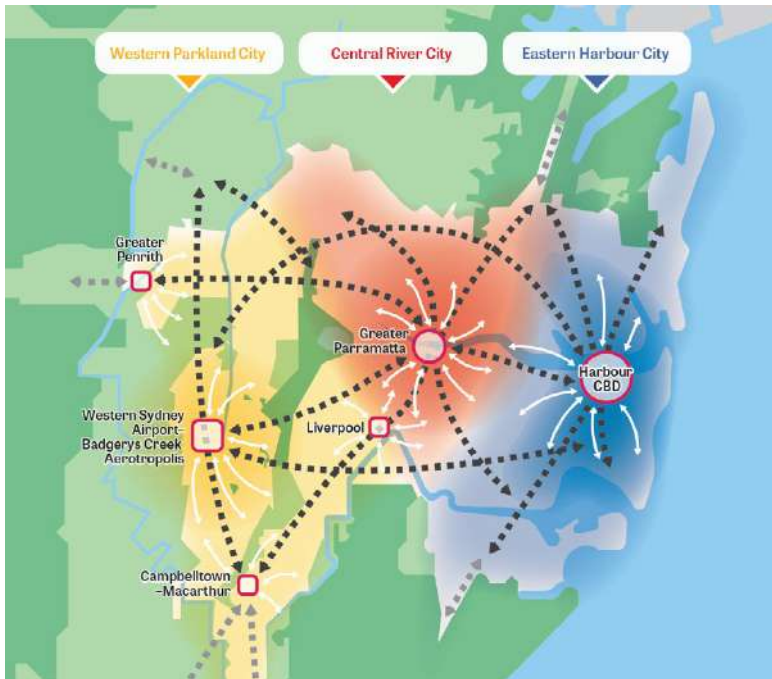 Western Parkland City
Central River City
Eastern Harbour City
Greater
Penrith
Greater
Parramatta
Harbour
CBD
Western Sydney
Airport–
Badgerys Creek
Aerotropolis
Liverpool
Campbelltown
–Macarthur